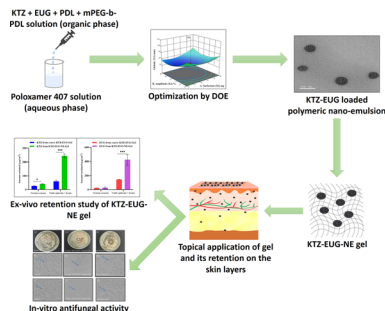 KTZ + EUG + PDL + mPEG-b-
PDL solution (organic phase)
Poloxamer 407 solution
(aqueous phase)
Optimization by DOE
KTZ-EUG loaded
polymeric nano-emulsion
Ex-vivo retention study of KTZ-EUG-
NE gel
Topical application of gel
and its retention on the
skin layers
KTZ-EUG-NE gel
In-vitro antifungal activity